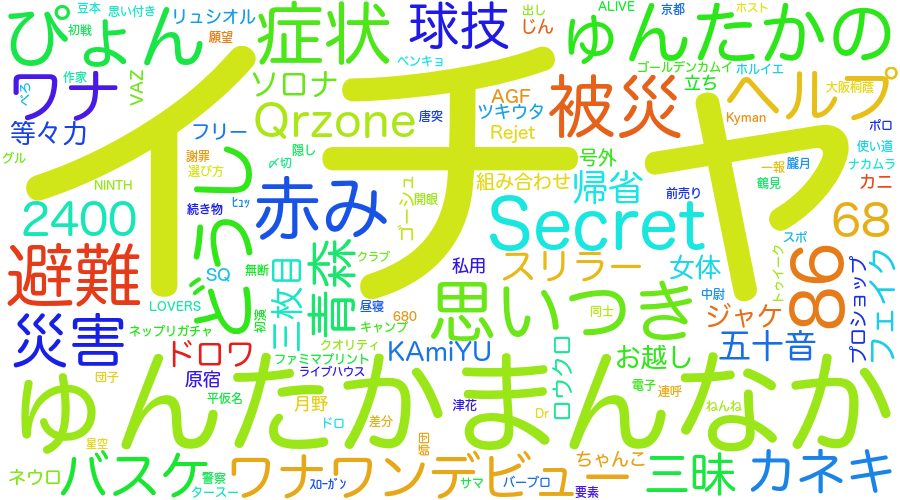 ぴょん
初戦
豆本
思い付き
リュシオル
願望
症状
球技
ペンキョ
出し
じん
ALIVE
京都
ホスト
ゅんたかの
ゴールデンカムイ
ホルイエ
ワナ
べろ
作家
VAZ
イチャ
ソロナ
Qrzone
唐突
AGF
ツキウタ
Rejet
被災
立ち
ヘルプ
大阪桐蔭
Kyman
ポロ
等々力
フリー
グル
謝罪
選び方
隠し
〆切
号外
使い道
ナカムラ
一報
朧月
NINTH
どうし
続き物
ヒュッ
赤み
ゴーシュ
開眼
組み合わせ
帰省
前売り
鶴見
カニ
2400
Secret
68
避難
SQ
無断
三枚目
青森
クラブ
私用
スリラー
女体
スポ
トゥイーク
中尉
86
プロショップ
フェイク
LOVERS
初演
昼寝
680
キャンプ
思いつき
同士
ジャケ
災害
ネップリガチャ
クオリティ
ファミマプリント
ライブハウス
ドロワ
KAmiYU
お越し
五十音
原宿
ロウクロ
ゅんたかまんなか
団子
平仮名
月野
ドロ
差分
津花
電子
連呼
ねんね
Dr
星空
師団
ネウロ
バスケ
警察
タースー
ワナワンデビュー
スローガン
サマ
バープロ
ちゃんこ
要素
三昧
カネキ